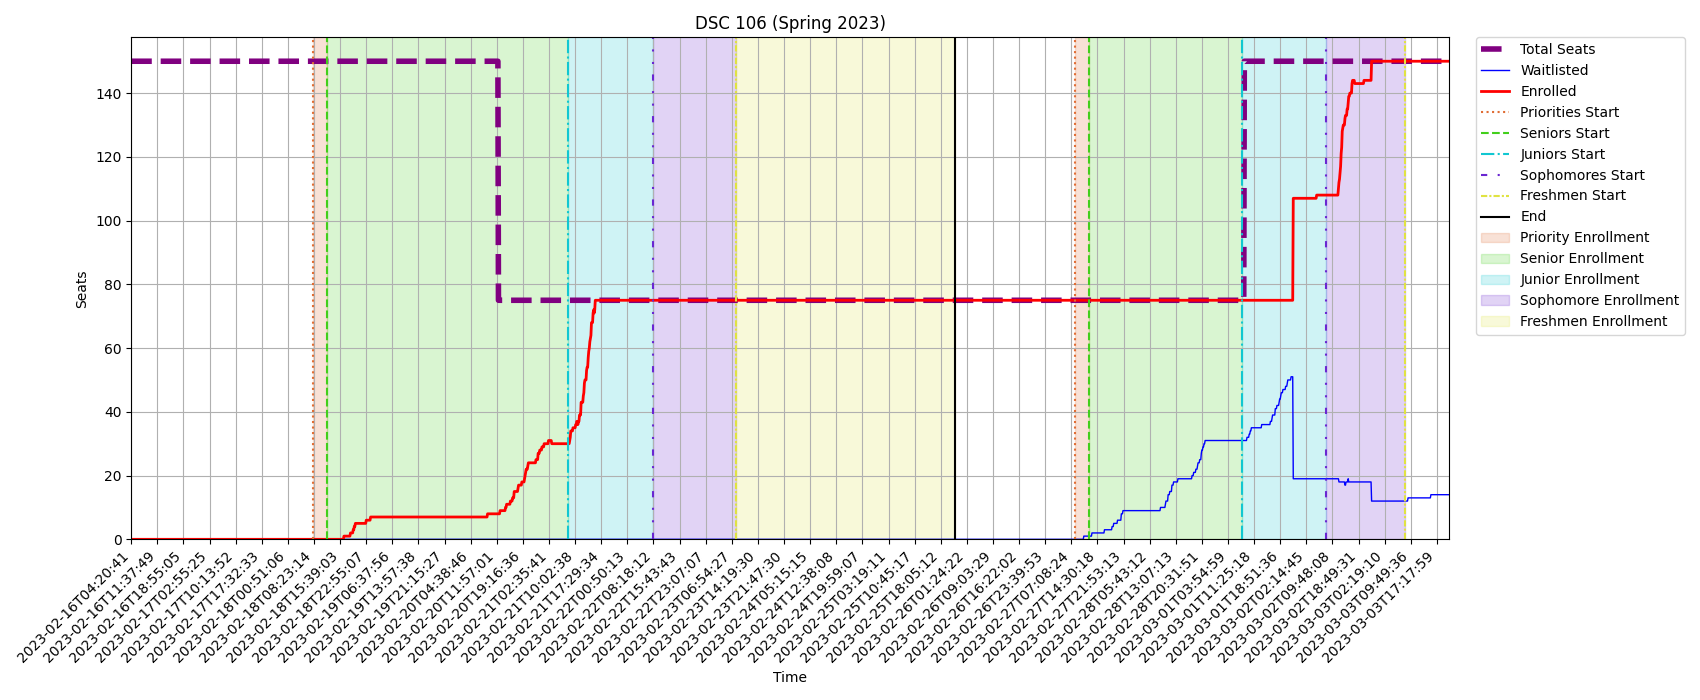 DSC 106 (Spring 2023)
Seats
140
120
100
80
60
40
20
0
2023-02-16T04:20:41
2023-02-16T11:37:49
2023-02-16T18:55:05
2023-02-17T02:55:25
2023-02-17T10:13:52
2023-02-17T17:32:33
2023-02-18T00:51:06
2023-02-18T08:23:14
2023-02-18T15:39:03
2023-02-18T22:55:07
2023-02-19T06:37:56
2023-02-19T13:57:38
2023-02-19T21:15:27
2023-02-20T04:38:46
2023-02-20T11:57:01
2023-02-20T19:16:36
2023-02-21T02:35:41
2023-02-21T10:02:38
2023-02-21T17:29:34
2023-02-22T00:50:13
2023-02-22T08:18:12
2023-02-22T15:43:43
2023-02-22T23:07:07
2023-02-23T06:54:27
2023-02-23T14:19:30
2023-02-23T21:47:30
2023-02-24T05:15:15
2023-02-24T12:38:08
2023-02-24T19:59:07
2023-02-25T03:19:11
2023-02-25T10:45:17
2023-02-25T18:05:12
2023-02-26T01:24:22
2023-02-26T09:03:29
2023-02-26T16:22:02
2023-02-26T23:39:53
2023-02-27T07:08:24
2023-02-27T14:30:18
2023-02-27T21:53:13
2023-02-28T05:43:12
2023-02-28T13:07:13
2023-02-28T20:31:51
2023-03-01T03:54:59
2023-03-01T11:25:18
2023-03-01T18:51:36
2023-03-02T02:14:45
2023-03-02T09:48:08
2023-03-02T18:49:31
2023-03-03T02:19:10
2023-03-03T09:49:36
2023-03-03T17:17:59
Time
Total Seats
Waitlisted
Enrolled
Priorities Start
Seniors Start
Juniors Start
Sophomores Start
Freshmen Start
End
Priority Enrollment
Senior Enrollment
Junior Enrollment
Sophomore Enrollment
Freshmen Enrollment